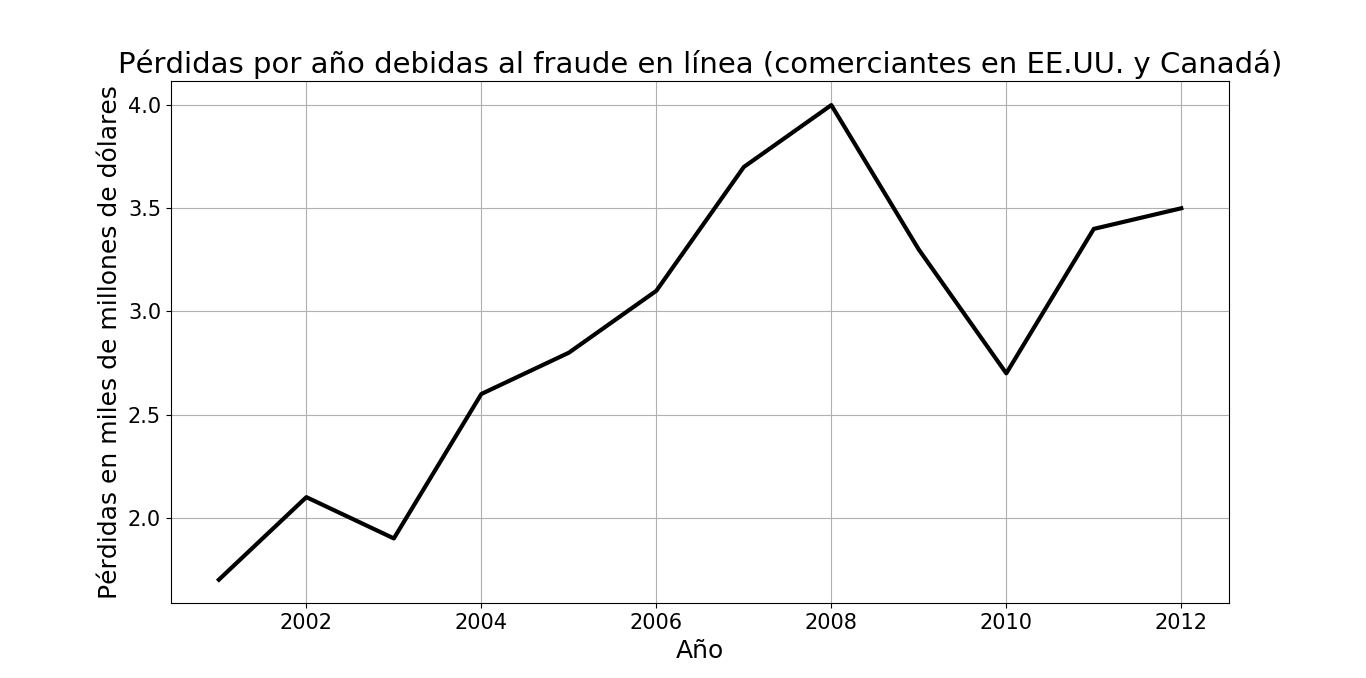 Pérdidas por año debidas al fraude en línea (comerciantes en EE.UU. y Canadá)
Pérdidas en miles de millones de dólares
4.0
3.5
3.0
2.5
2.0
2002 2004 2006 2008 2010 2012
Año